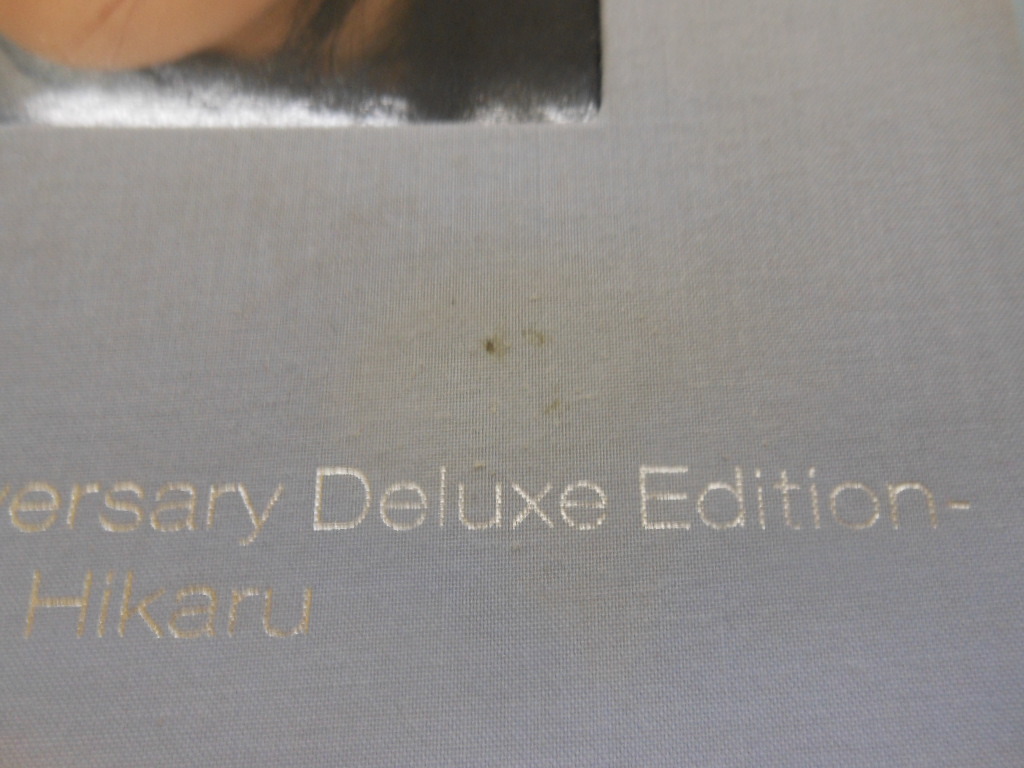 versary Deluxe Edition-
Hikaru